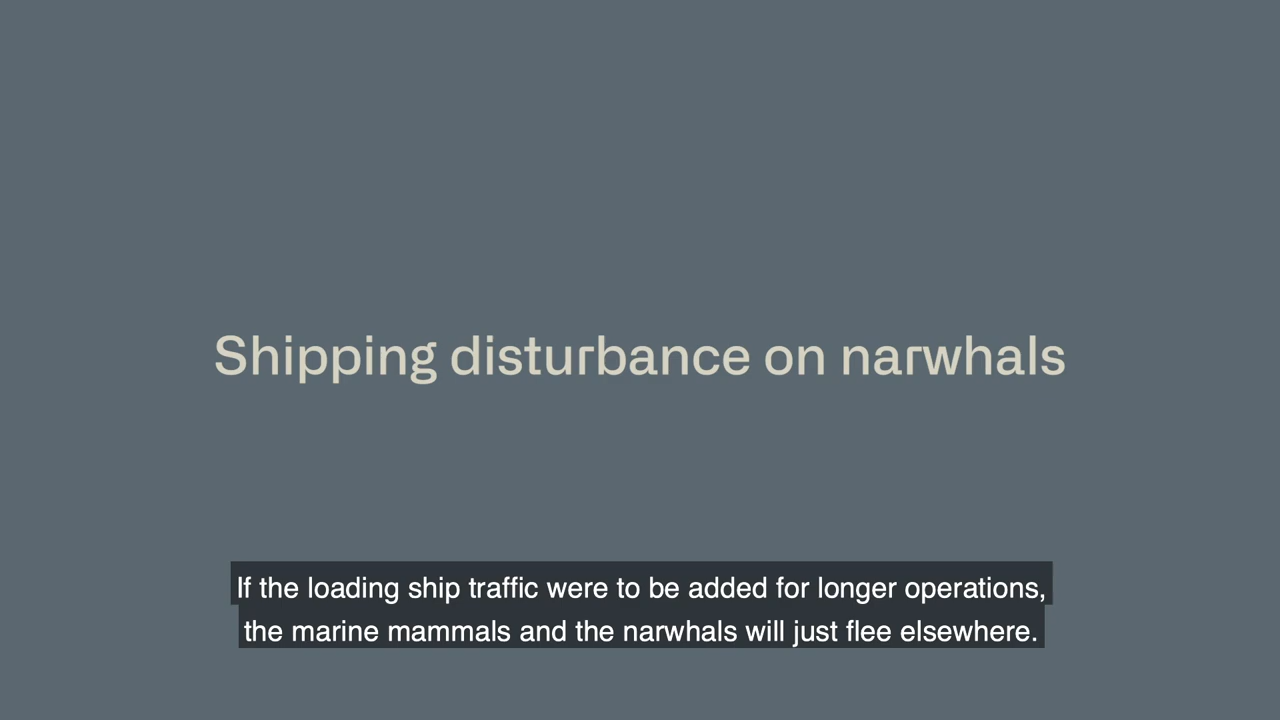 Shipping disturbance on narwhals
If the loading ship traffic were to be added for longer operations,
the marine mammals and the narwhals will just flee elsewhere.